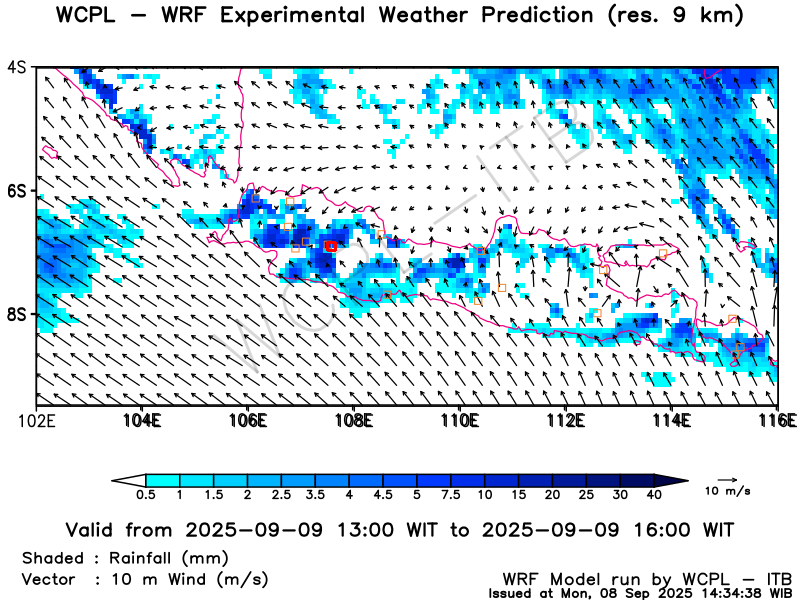 WCPL – WRF Experimental Weather Prediction (res. 9 km)
4S
6S
8S
WCPL – ITB
102E 104E 106E 108E 110E 112E 114E 116E
0.5 1 1.5 2 2.5 3.5 4 4.5 5 7.5 10 15 20 25 30 40
10 m/s
Valid from 2025–09–09 13:00 WIT to 2025–09–09 16:00 WIT
Shaded : Rainfall (mm)
Vector : 10 m Wind (m/s)
WRF Model run by WCPL – ITB
Issued at Mon, 08 Sep 2025 14:34:38 WIB